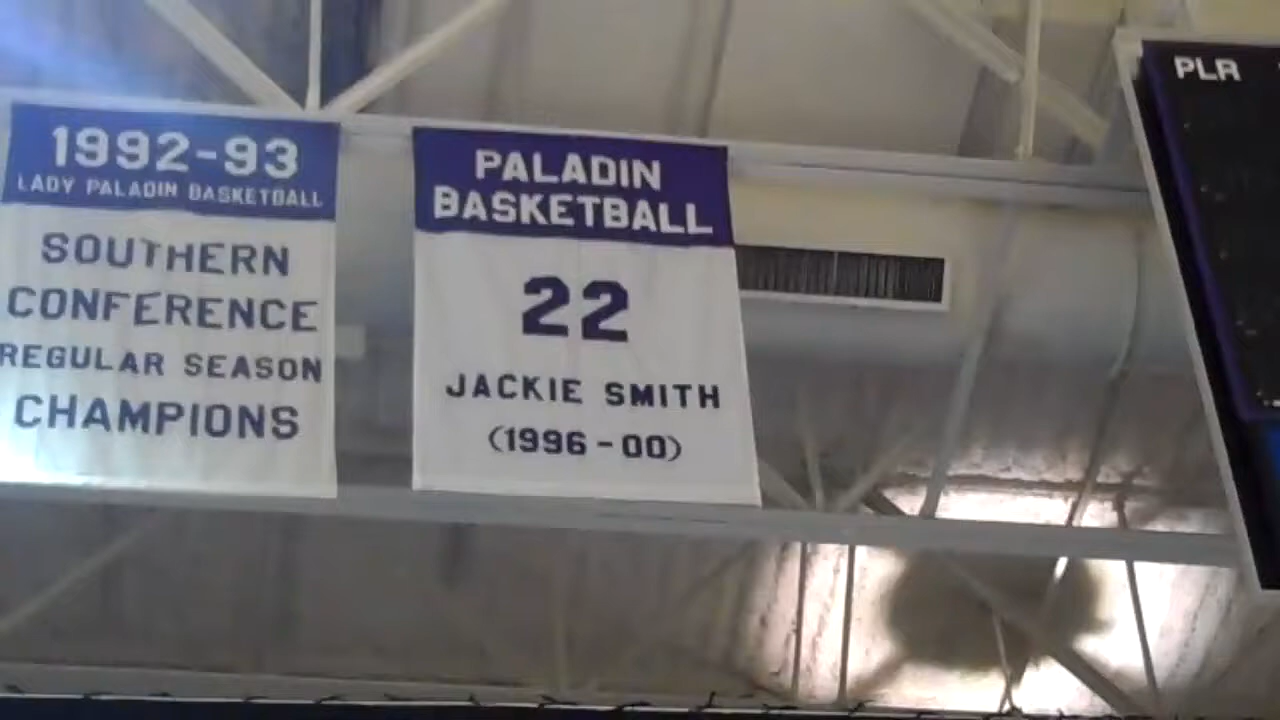 1992-93
LADY PALADIN BASKETBALL
SOUTHERN
CONFERENCE
REGULAR SEASON
CHAMPIONS
PALADIN
BASKETBALL
22
JACKIE SMITH
(1996-00)
PLR